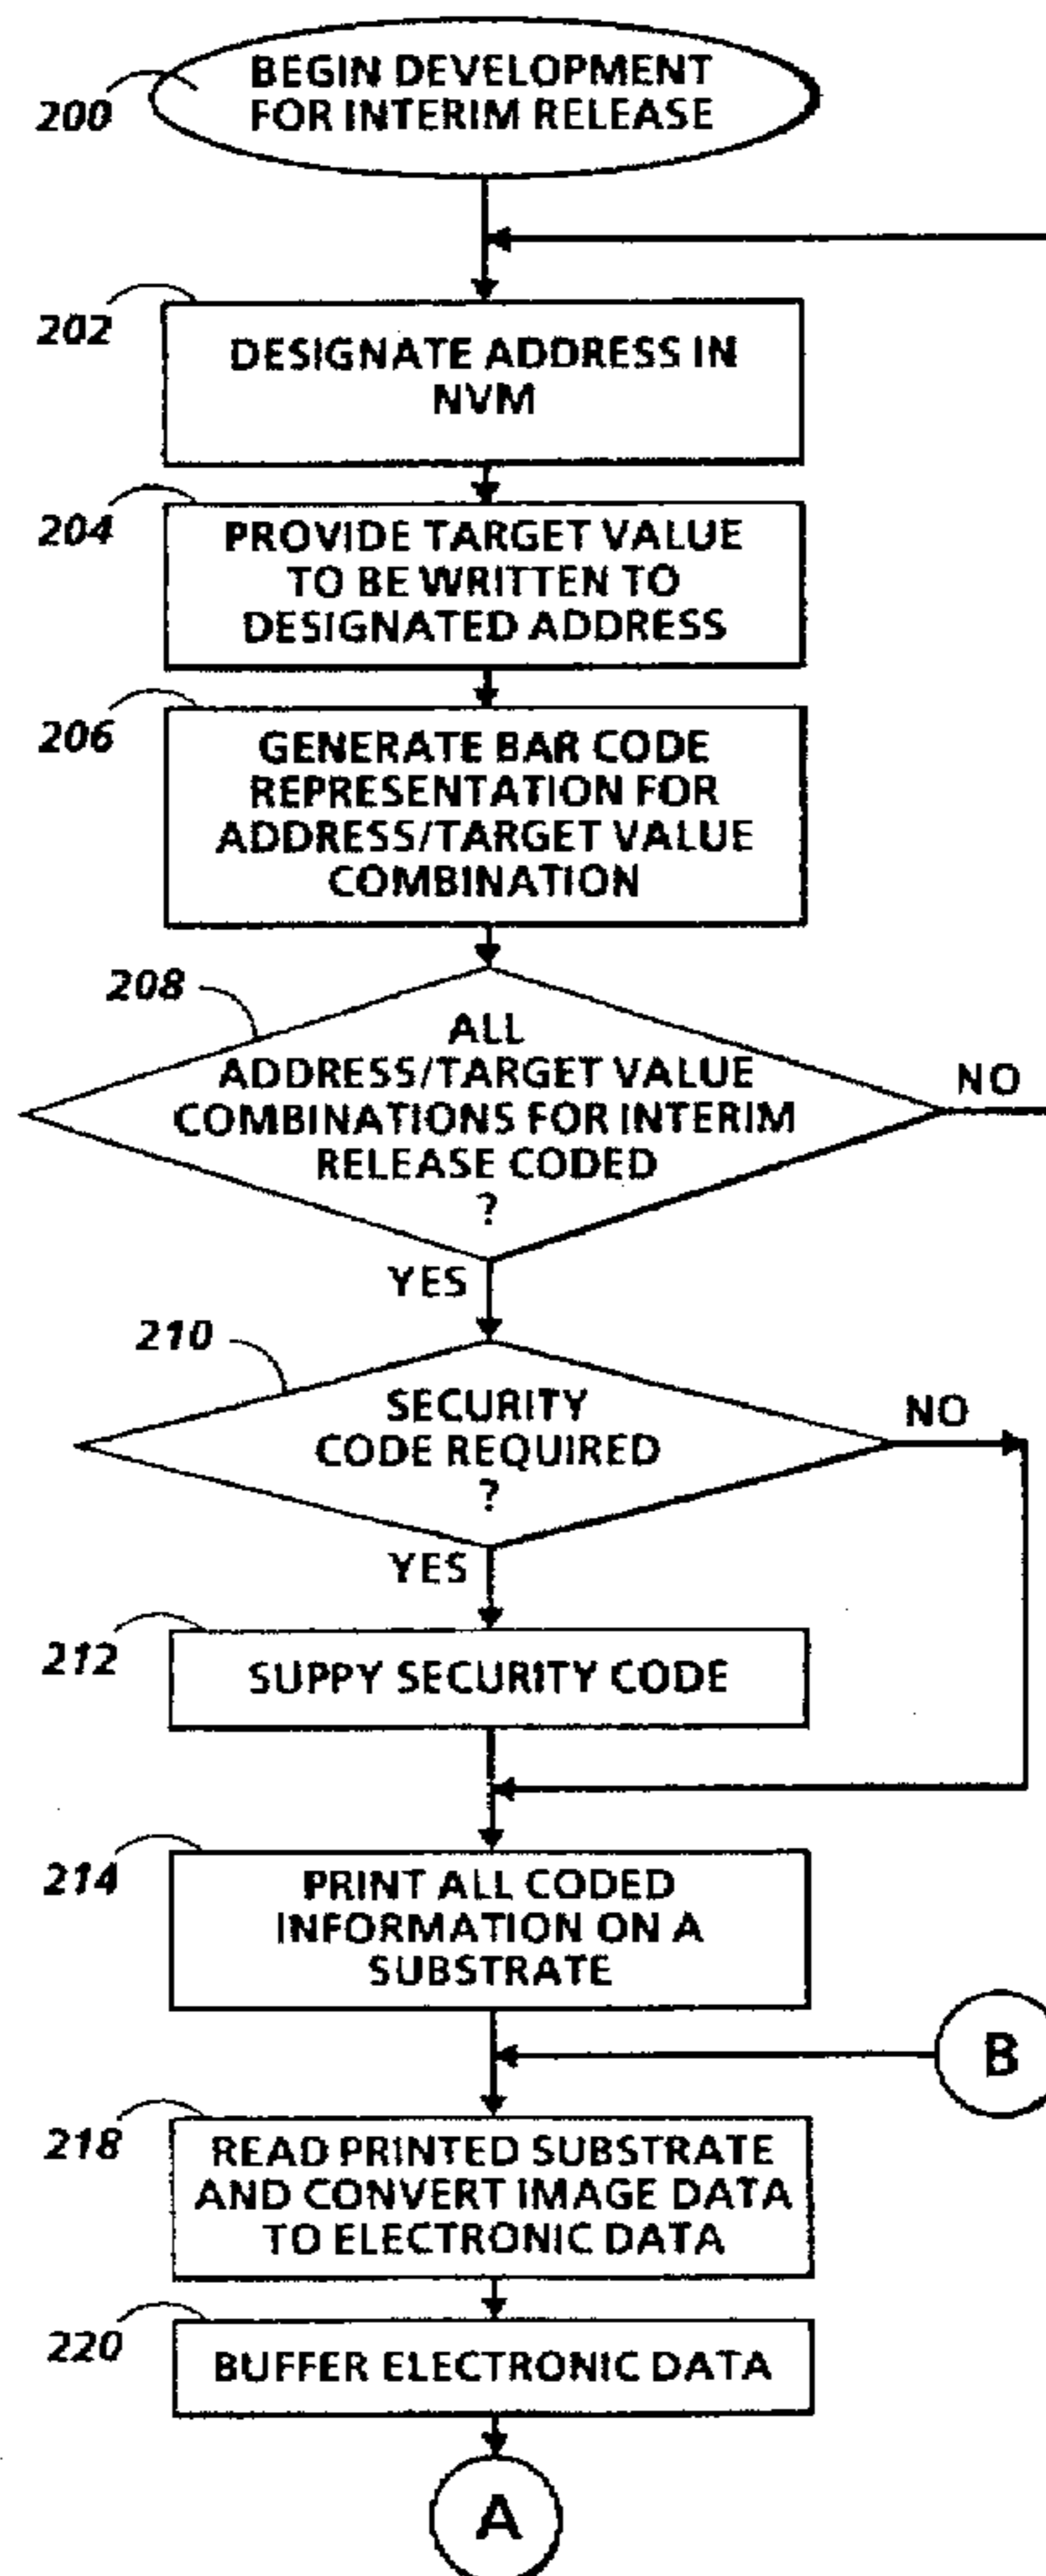 200
BEGIN DEVELOPMENT
FOR INTERIM RELEASE
202
DESIGNATE ADDRESS IN
NVM
204
PROVIDE TARGET VALUE
TO BE WRITTEN TO
DESIGNATED ADDRESS
206
GENERATE BAR CODE
REPRESENTATION FOR
ADDRESS/TARGET VALUE
COMBINATION
208
ALL
ADDRESS/TARGET VALUE
COMBINATIONS FOR INTERIM
RELEASE CODED
?
NO
YES
210
SECURITY
CODE REQUIRED
?
NO
YES
212
SUPPY SECURITY CODE
214
PRINT ALL CODED
INFORMATION ON A
SUBSTRATE
B
218
READ PRINTED SUBSTRATE
AND CONVERT IMAGE DATA
TO ELECTRONIC DATA
220
BUFFER ELECTRONIC DATA
A